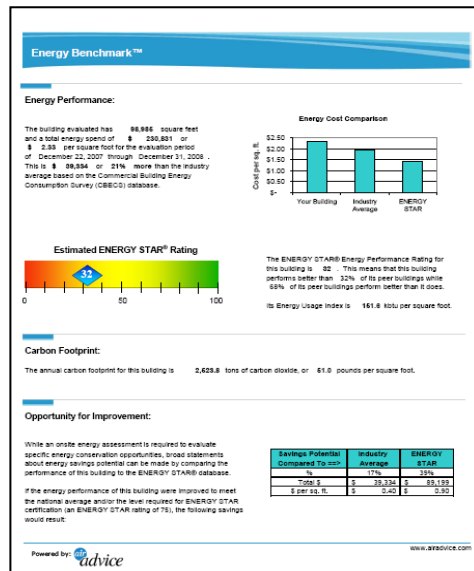 Energy Benchmark™
Energy Performance:
The building evaluated has 98,985 square feet
and a total energy spend of $ 230,831 or
$ 2.33 per square foot for the evaluation period
of December 22, 2007 through December 31, 2008 .
This is $ 39,334 or 21% more than the industry
average based on the Commercial Building Energy
Consumption Survey (CBECS) database.
Energy Cost Comparison
Cost per sq. ft.
$2.50
$2.00
$1.50
$1.00
$0.50
$-
Your Building
Industry
Average
ENERGY
STAR
Estimated ENERGY STAR® Rating
32
0 50 100
The ENERGY STAR® Energy Performance Rating for
this building is 32 . This means that this building
performs better than 32% of its peer buildings while
68% of its peer buildings perform better than it does.
Its Energy Usage Index is 151.6 kbtu per square foot.
Carbon Footprint:
The annual carbon footprint for this building is 2,523.8 tons of carbon dioxide, or 51.0 pounds per square foot.
Opportunity for Improvement:
While an onsite energy assessment is required to evaluate
specific energy conservation opportunities, broad statements
about energy savings potential can be made by comparing the
performance of this building to the ENERGY STAR® database.
If the energy performance of this building were improved to meet
the national average and/or the level required for ENERGY STAR
certification (an ENERGY STAR rating of 75), the following savings
would result:
Savings Potential Industry ENERGY
Compared To ==> Average STAR
% 17% 39%
Total $ $ 39,334 $ 89,199
$ per sq. ft. $ 0.40 $ 0.90
Powered by: air advice
www.airadvice.com